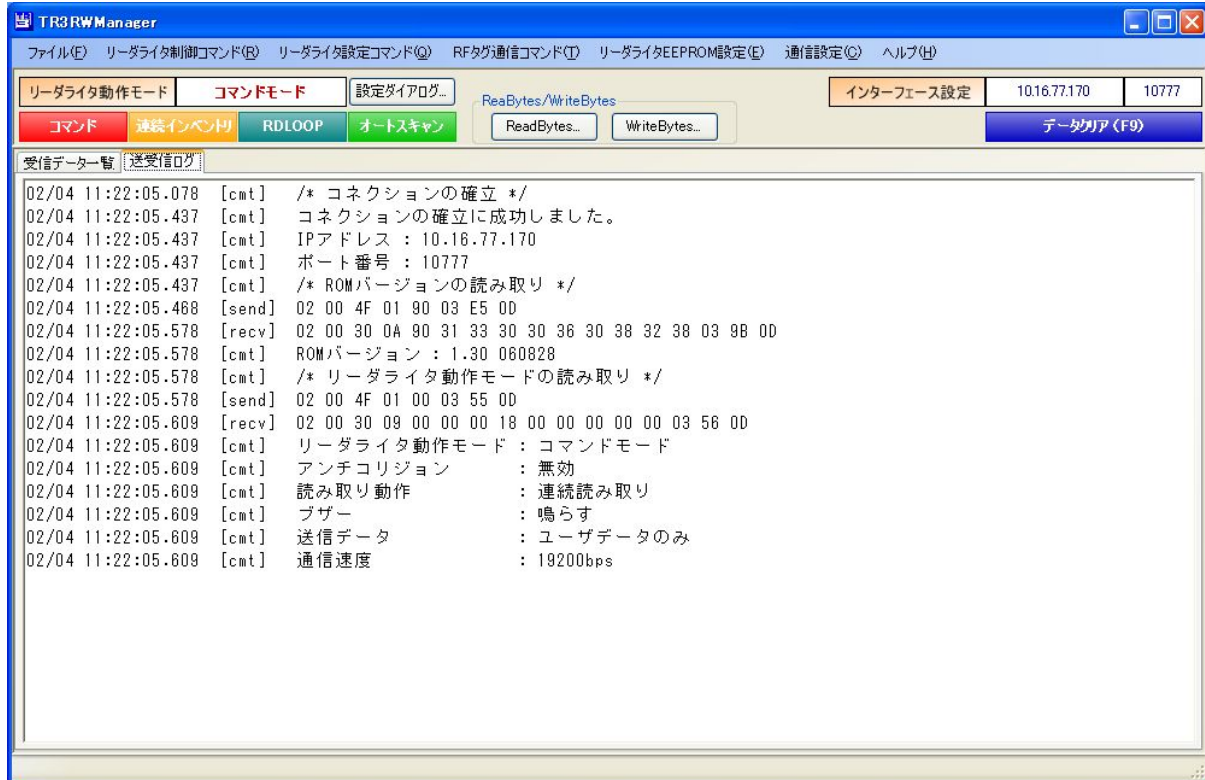 TR3RWManager
ファイル(F) リーダライタ制御コマンド(R) リーダライタ設定コマンド(Q) RFタグ通信コマンド(T) リーダライタEEPROM設定(E) 通信設定(C) ヘルプ(H)
リーダライタ動作モード コマンドモード 設定ダイアログ... ReaBytes/WriteBytes インターフェース設定 10.16.77.170 10777
コマンド 連続インベントリ RDLOOP オートスキャン ReadBytes... WriteBytes... データクリア (F9)
受信データ一覧 送受信ログ
02/04 11:22:05.078 [cmt] /* コネクションの確立 */
02/04 11:22:05.437 [cmt] コネクションの確立に成功しました。
02/04 11:22:05.437 [cmt] IPアドレス : 10.16.77.170
02/04 11:22:05.437 [cmt] ポート番号 : 10777
02/04 11:22:05.437 [cmt] /* ROMバージョンの読み取り */
02/04 11:22:05.468 [send] 02 00 4F 01 90 03 E5 0D
02/04 11:22:05.578 [recv] 02 00 30 0A 90 31 33 30 30 36 30 38 32 38 03 9B 0D
02/04 11:22:05.578 [cmt] ROMバージョン : 1.30 060828
02/04 11:22:05.578 [cmt] /* リーダライタ動作モードの読み取り */
02/04 11:22:05.578 [send] 02 00 4F 01 00 03 55 0D
02/04 11:22:05.609 [recv] 02 00 30 09 00 00 00 18 00 00 00 00 00 03 56 0D
02/04 11:22:05.609 [cmt] リーダライタ動作モード : コマンドモード
02/04 11:22:05.609 [cmt] アンチコリジョン : 無効
02/04 11:22:05.609 [cmt] 読み取り動作 : 連続読み取り
02/04 11:22:05.609 [cmt] ブザー : 鳴らす
02/04 11:22:05.609 [cmt] 送信データ : ユーザデータのみ
02/04 11:22:05.609 [cmt] 通信速度 : 19200bps